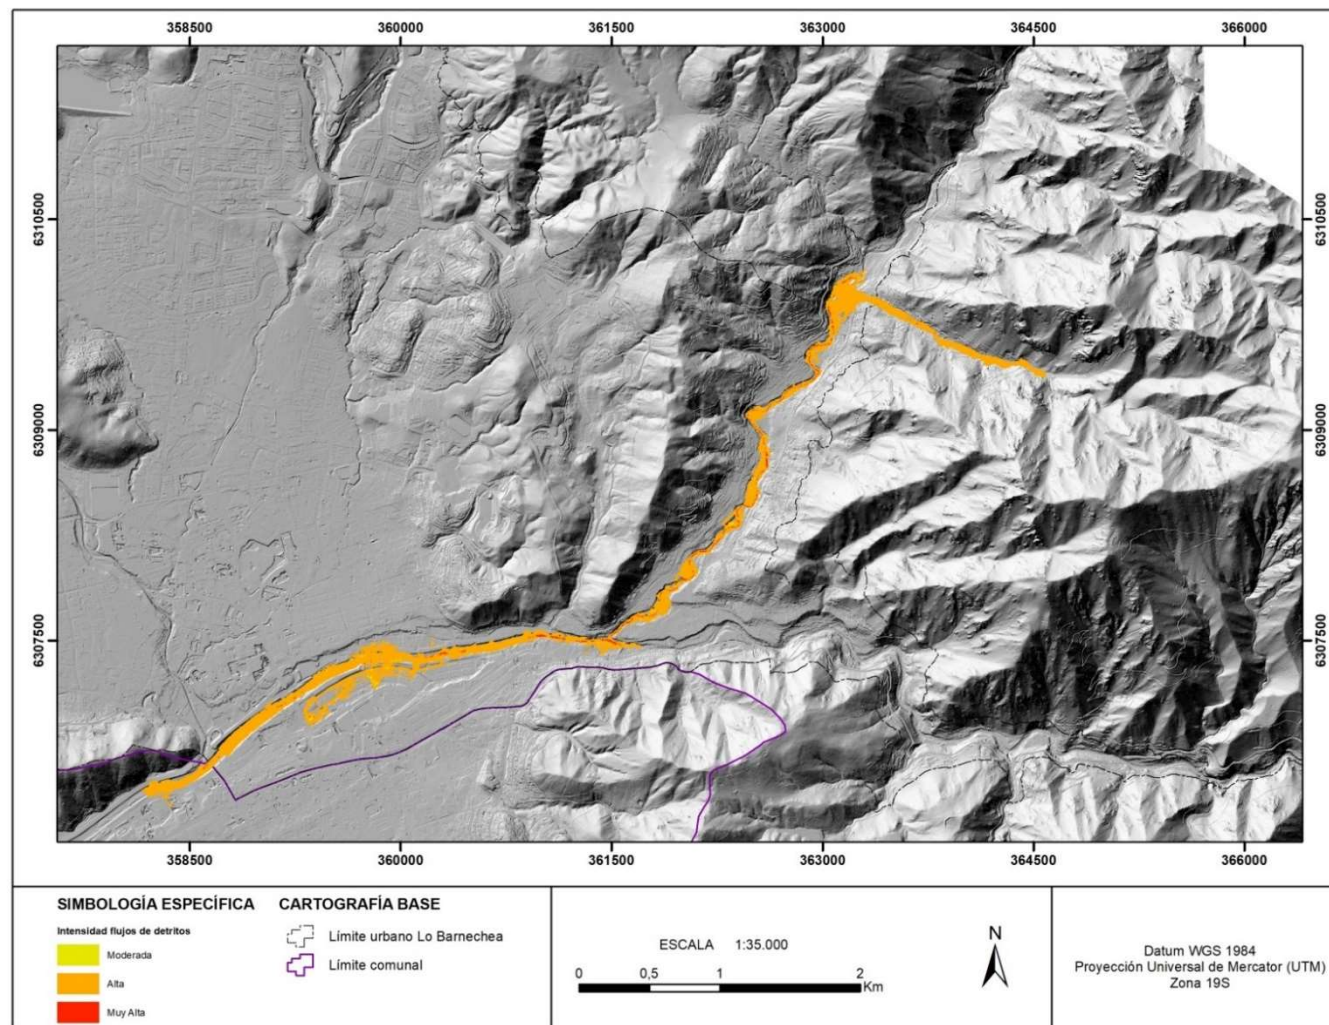 358500 360000 361500 363000 364500 366000
6310500 6310500
6309000 6309000
6307500 6307500
358500 360000 361500 363000 364500 366000
SIMBOLOGÍA ESPECÍFICA
Intensidad flujos de detritos
Moderada
Alta
Muy Alta
CARTOGRAFÍA BASE
Límite urbano Lo Barnechea
Límite comunal
ESCALA 1:35.000
0 0,5 1 2
Km
N
Datum WGS 1984
Proyección Universal de Mercator (UTM)
Zona 19S